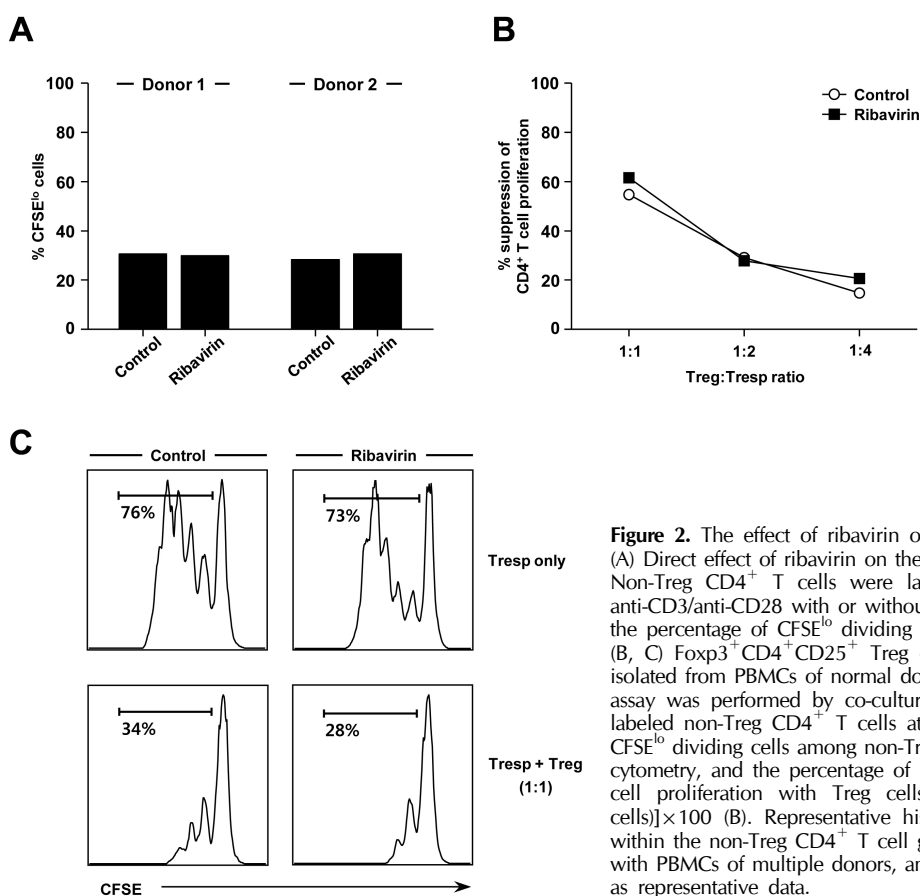 A
B
100
80
60
40
20
0
% CFSElo cells
Donor 1
Donor 2
Control
Ribavirin
Control
Ribavirin
100
80
60
40
20
0
% suppression of
CD4+ T cell proliferation
Control
Ribavirin
1:1
1:2
1:4
Treg:Tresp ratio
C
Control
Ribavirin
76%
73%
Tresp only
34%
28%
Tresp + Treg
(1:1)
CFSE
Figure 2. The effect of ribavirin o
(A) Direct effect of ribavirin on the
Non-Treg CD4+ T cells were la
anti-CD3/anti-CD28 with or withou
the percentage of CFSElo dividing
(B, C) Foxp3+CD4+CD25+ Treg
isolated from PBMCs of normal do
assay was performed by co-cultur
labeled non-Treg CD4+ T cells at
CFSElo dividing cells among non-Tr
cytometry, and the percentage of
cell proliferation with Treg cells
cells)]×100 (B). Representative hi
within the non-Treg CD4+ T cell g
with PBMCs of multiple donors, an
as representative data.